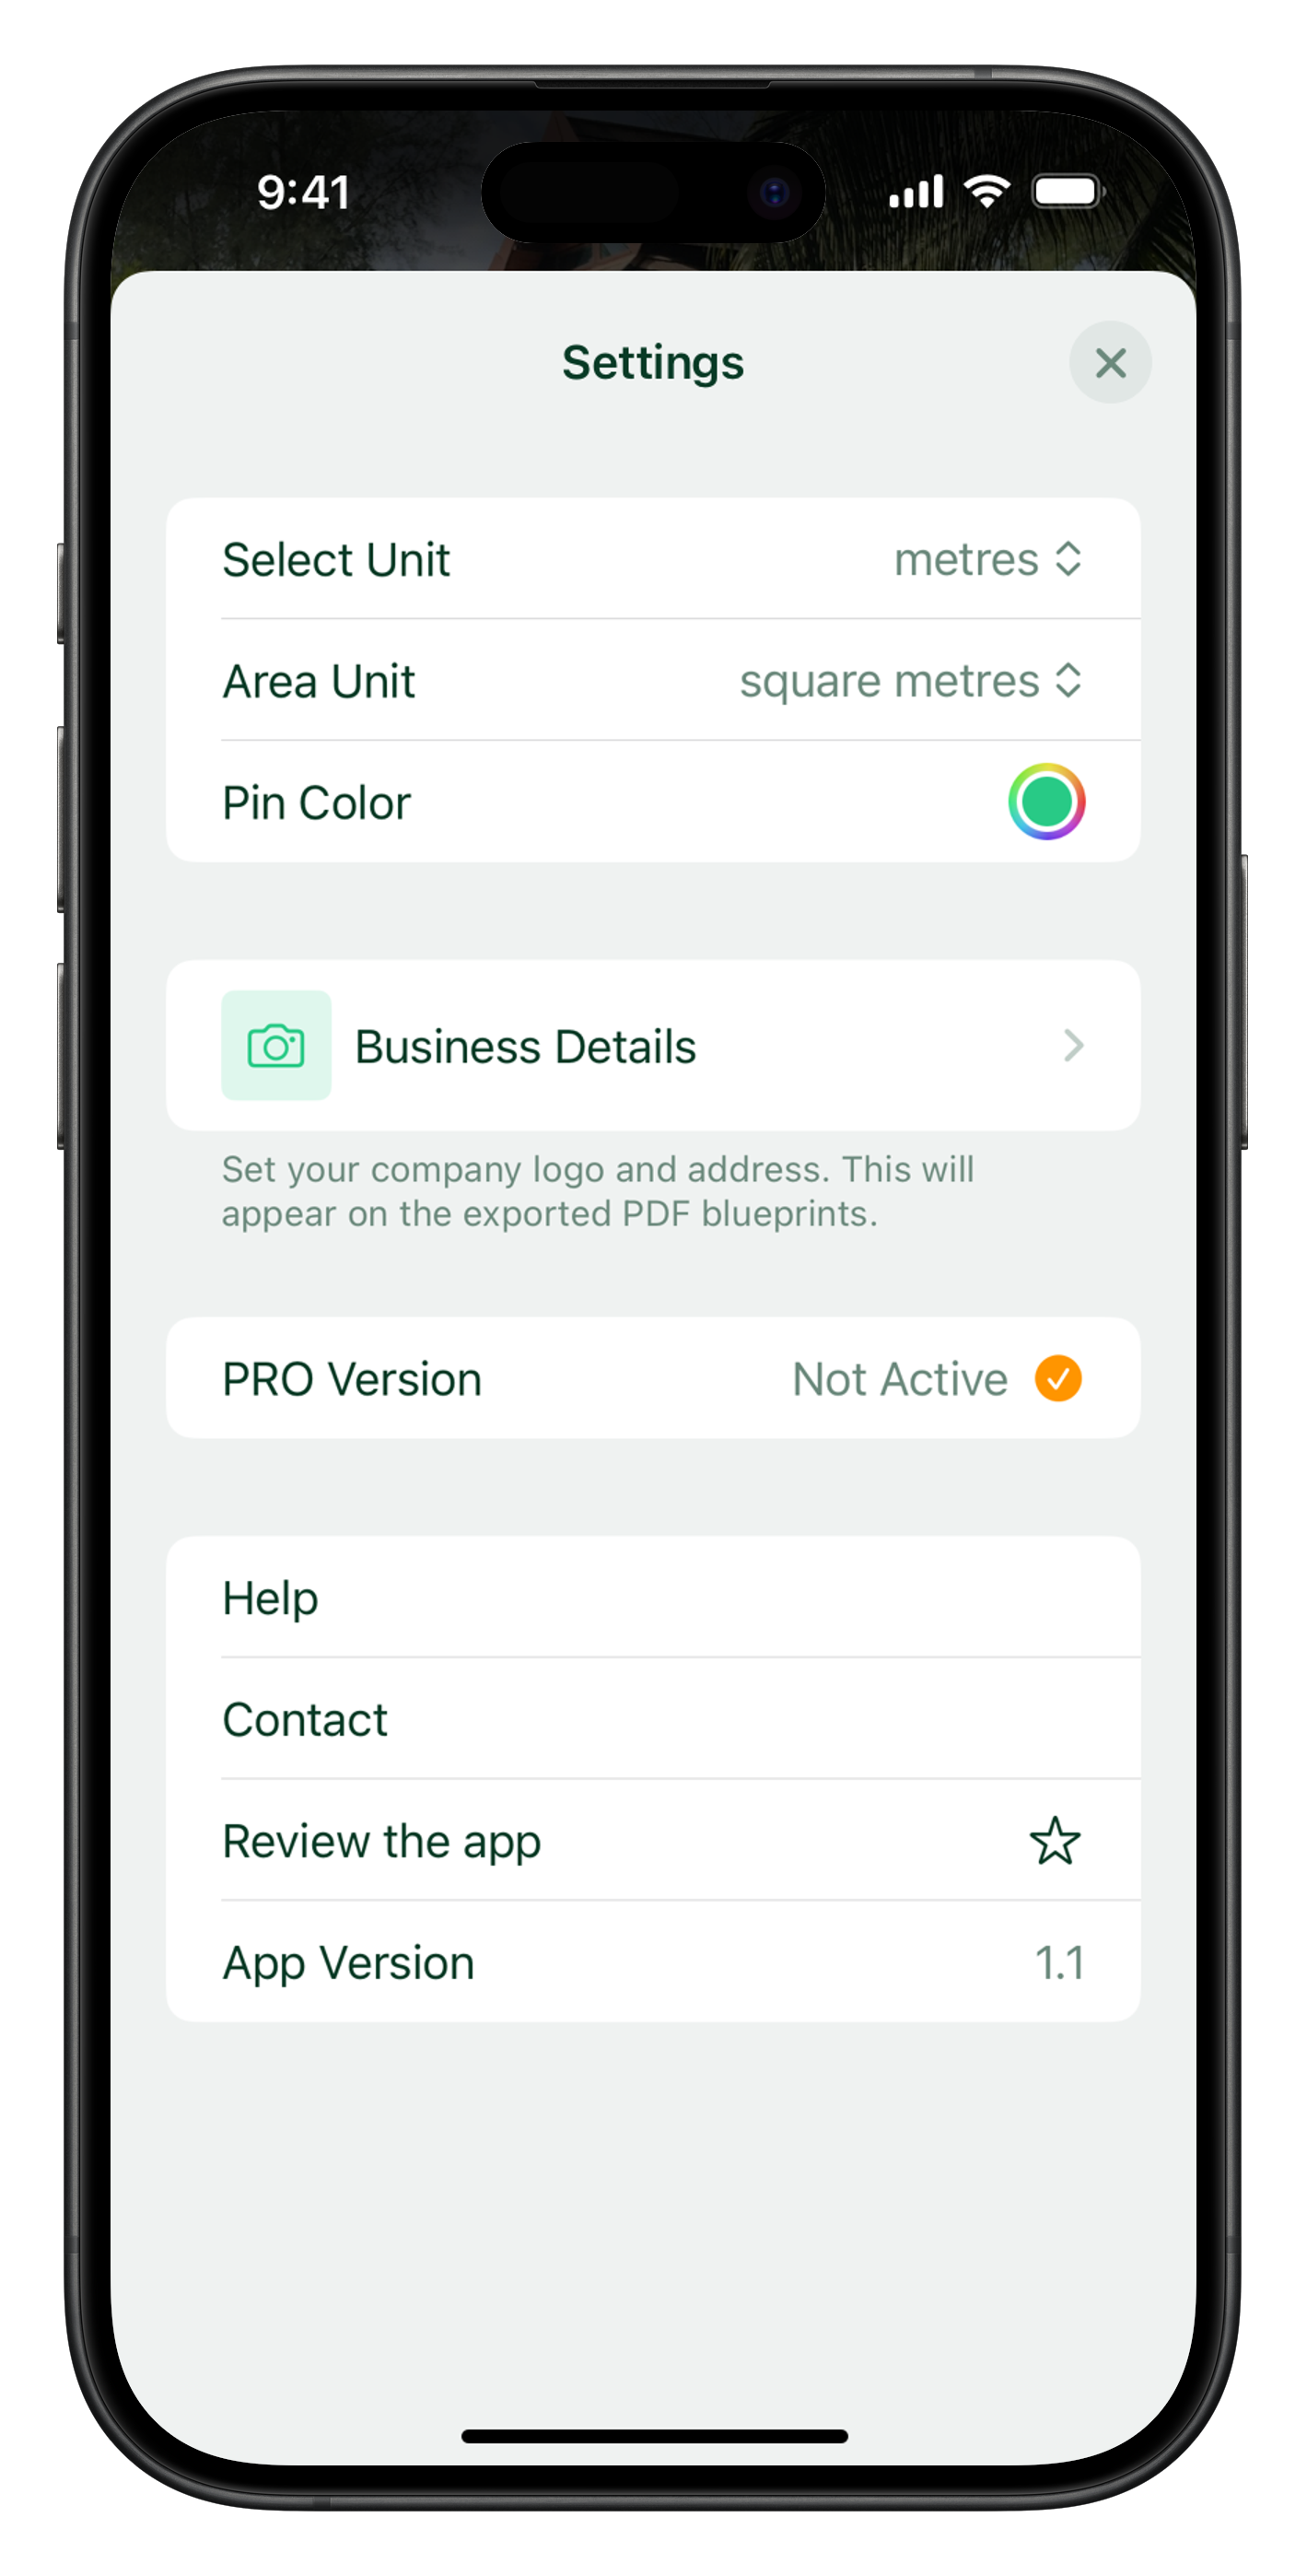 9:41
Settings
Select Unit metres
Area Unit square metres
Pin Color
Business Details
Set your company logo and address. This will
appear on the exported PDF blueprints.
PRO Version Not Active
Help
Contact
Review the app
App Version 1.1